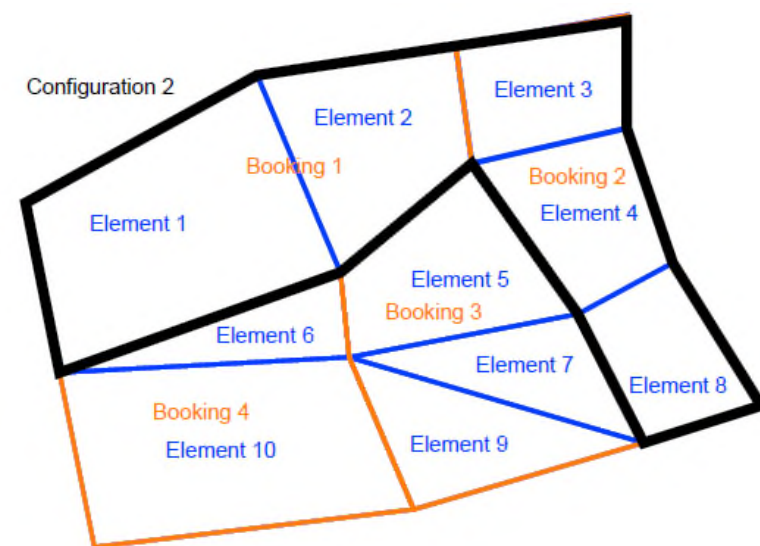 Configuration 2
Element 3
Element 2
Booking 1
Booking 2
Element 4
Element 1
Element 5
Booking 3
Element 6
Element 7
Element 8
Booking 4
Element 9
Element 10